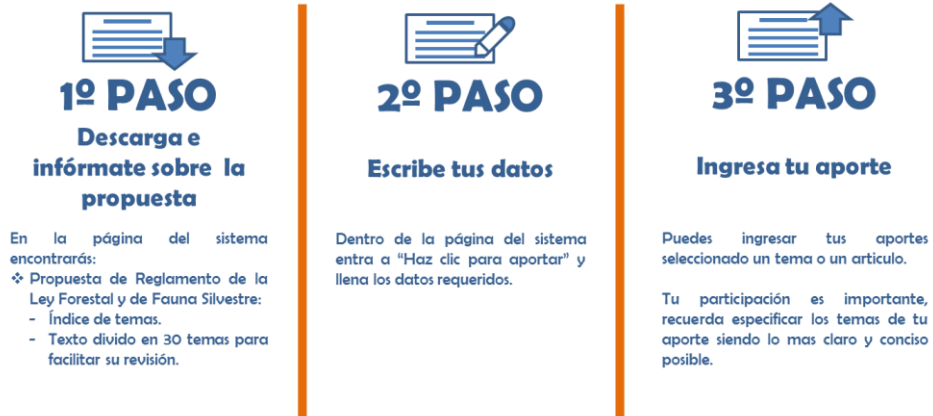 1º PASO
Descarga e
infórmate sobre la
propuesta
En la página del sistema
encontrarás:
❖ Propuesta de Reglamento de la
Ley Forestal y de Fauna Silvestre:
- Índice de temas.
- Texto divido en 30 temas para
facilitar su revisión.
2º PASO
Escribe tus datos
Dentro de la página del sistema
entra a “Haz clic para aportar” y
llena los datos requeridos.
3º PASO
Ingresa tu aporte
Puedes ingresar tus aportes
seleccionado un tema o un articulo.
Tu participación es importante,
recuerda especificar los temas de tu
aporte siendo lo mas claro y conciso
posible.